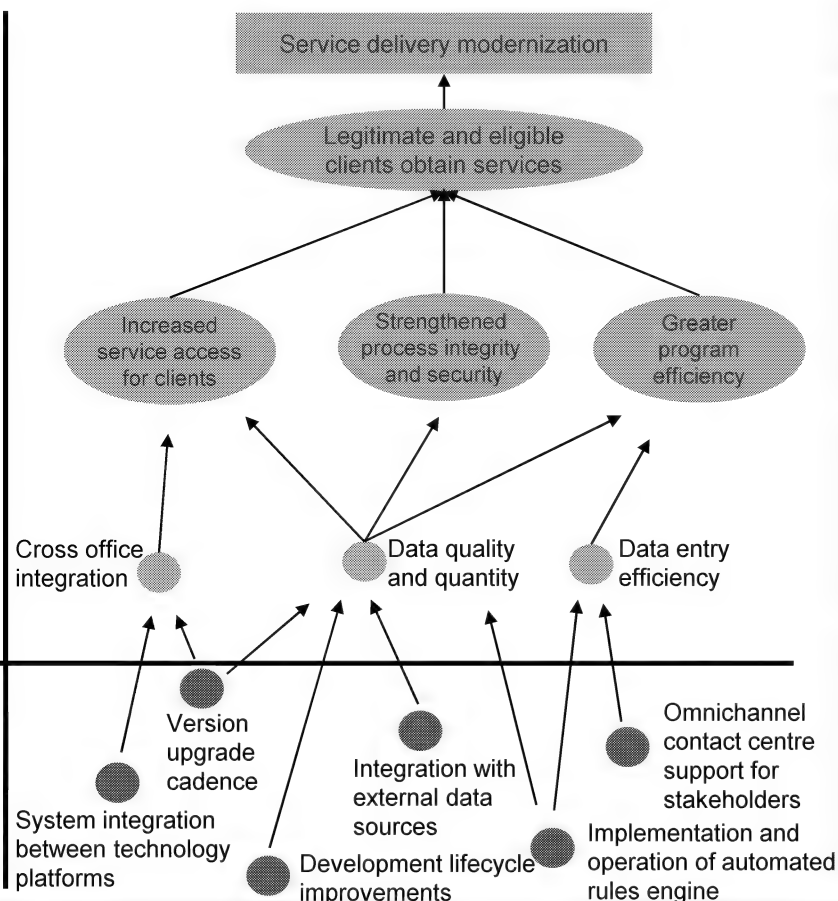 Service delivery modernization
Legitimate and eligible
clients obtain services
Increased
service access
for clients
Strengthened
process integrity
and security
Greater
program
efficiency
Cross office
integration
Data quality
and quantity
Data entry
efficiency
Version
upgrade
cadence
System integration
between technology
platforms
Integration with
external data
sources
Development lifecycle
improvements
Omnichannel
contact centre
support for
stakeholders
Implementation and
operation of automated
rules engine